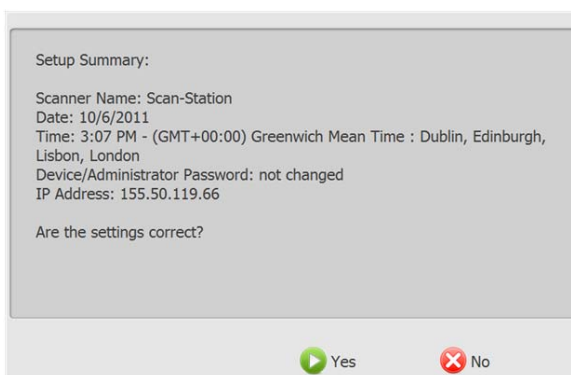 Setup Summary:
Scanner Name: Scan-Station
Date: 10/6/2011
Time: 3:07 PM - (GMT+00:00) Greenwich Mean Time : Dublin, Edinburgh,
Lisbon, London
Device/Administrator Password: not changed
IP Address: 155.50.119.66
Are the settings correct?
Yes No